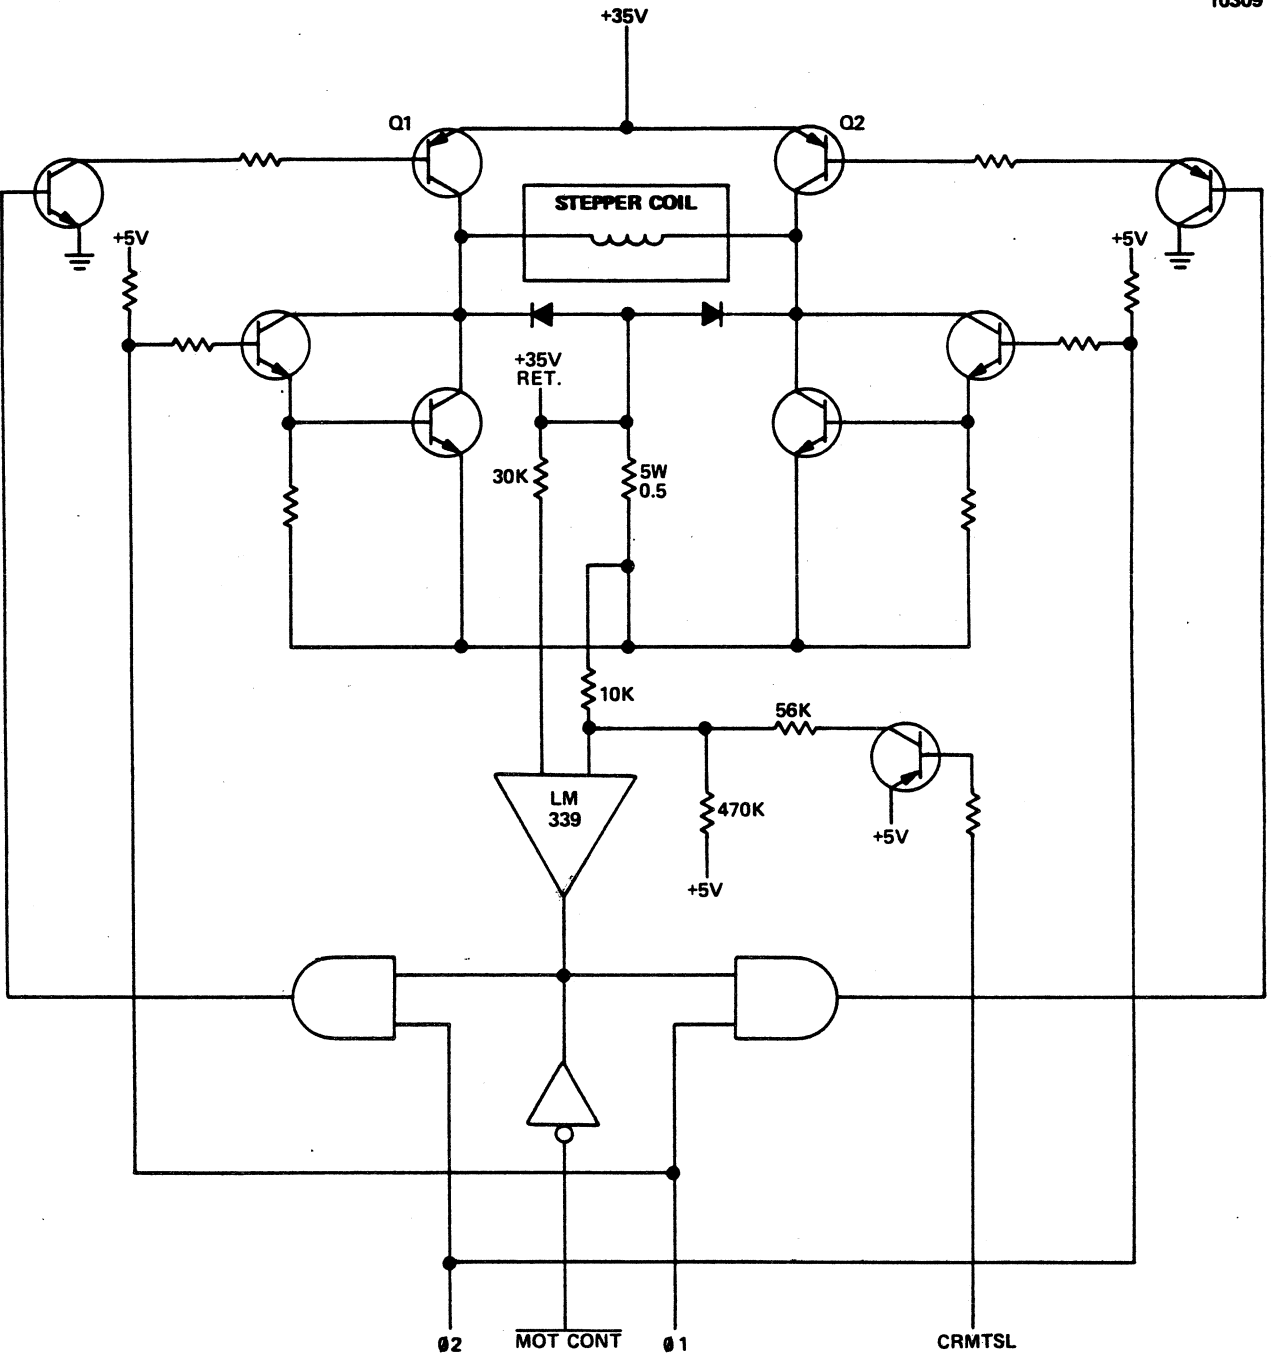 +35V
Q1
Q2
STEPPER COIL
+5V
+5V
+35V
RET.
30K
5W
0.5
10K
56K
LM
339
470K
+5V
+5V
Ø2
MOT CONT
Ø1
CRMTSL